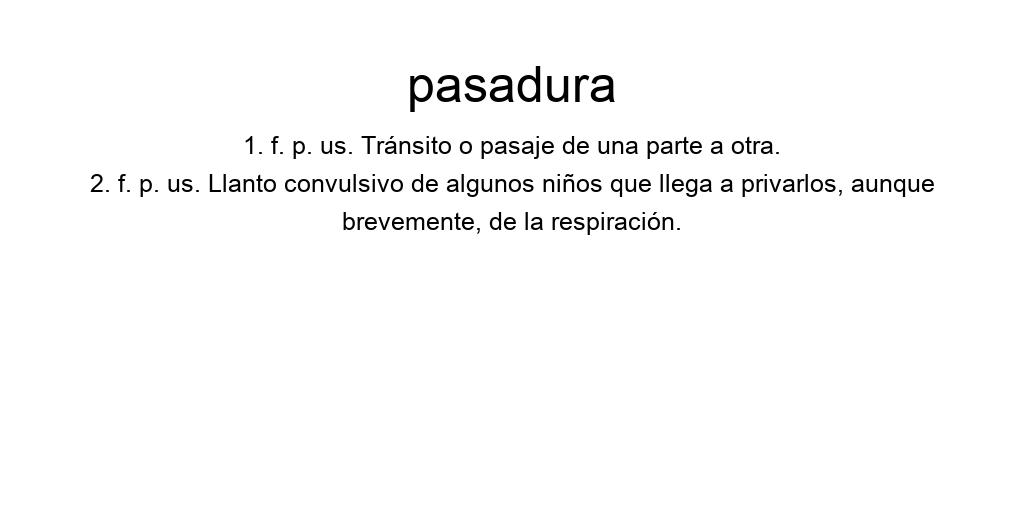 pasadura
1. f. p. us. Tránsito o pasaje de una parte a otra.
2. f. p. us. Llanto convulsivo de algunos niños que llega a privarlos, aunque
brevemente, de la respiración.